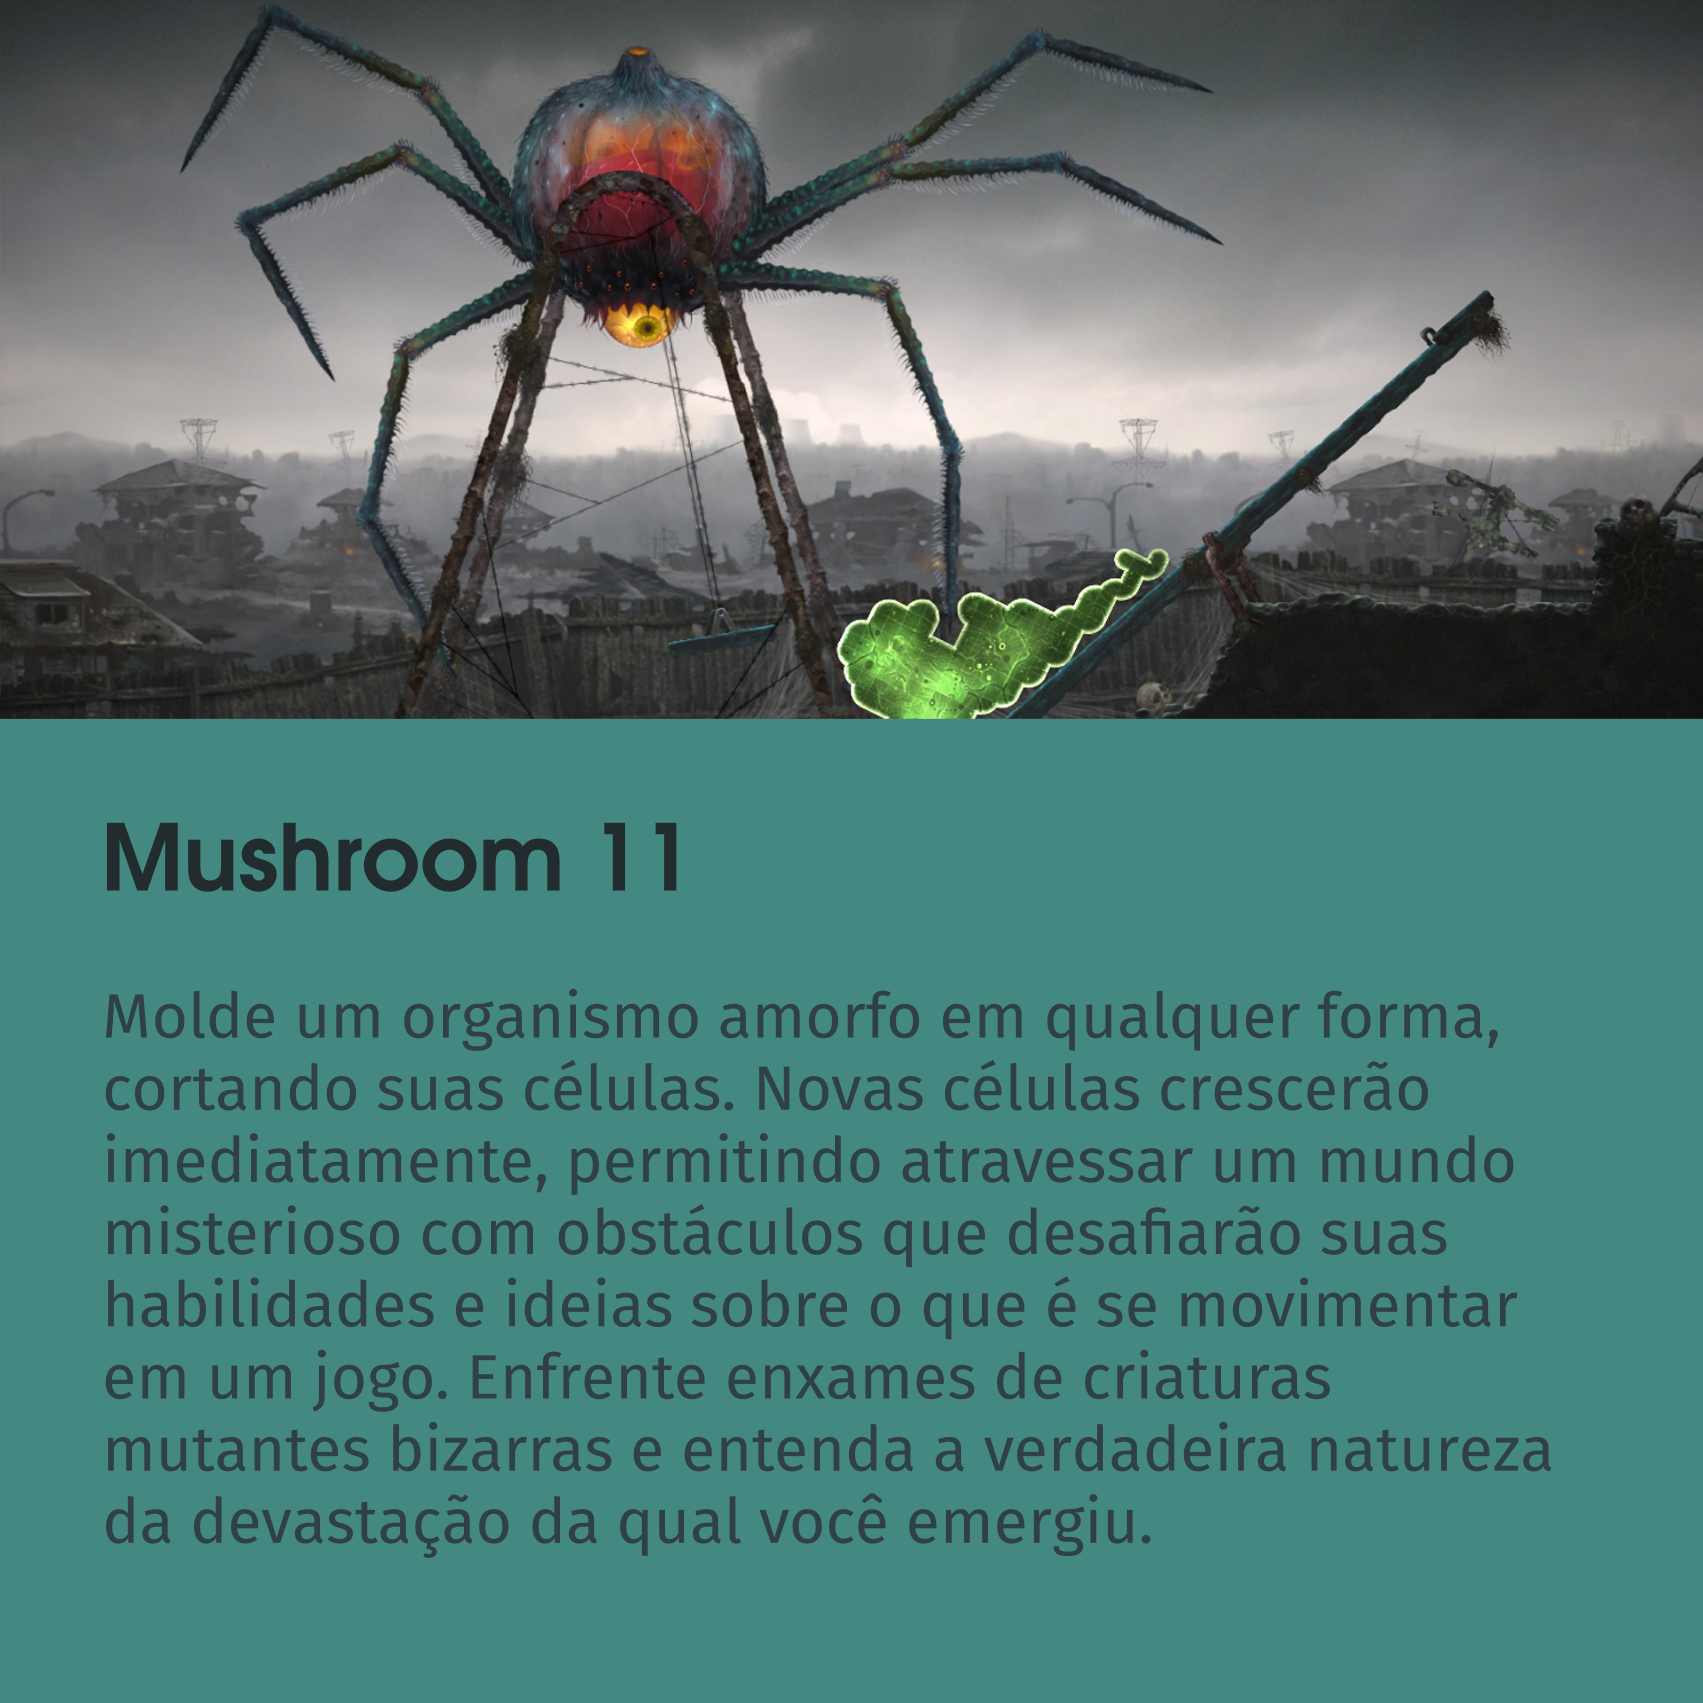 Mushroom 11
Molde um organismo amorfo em qualquer forma,
cortando suas células. Novas células crescerão
imediatamente, permitindo atravessar um mundo
misterioso com obstáculos que desafiarão suas
habilidades e ideias sobre o que é se movimentar
em um jogo. Enfrente enxames de criaturas
mutantes bizarras e entenda a verdadeira natureza
da devastação da qual você emergiu.